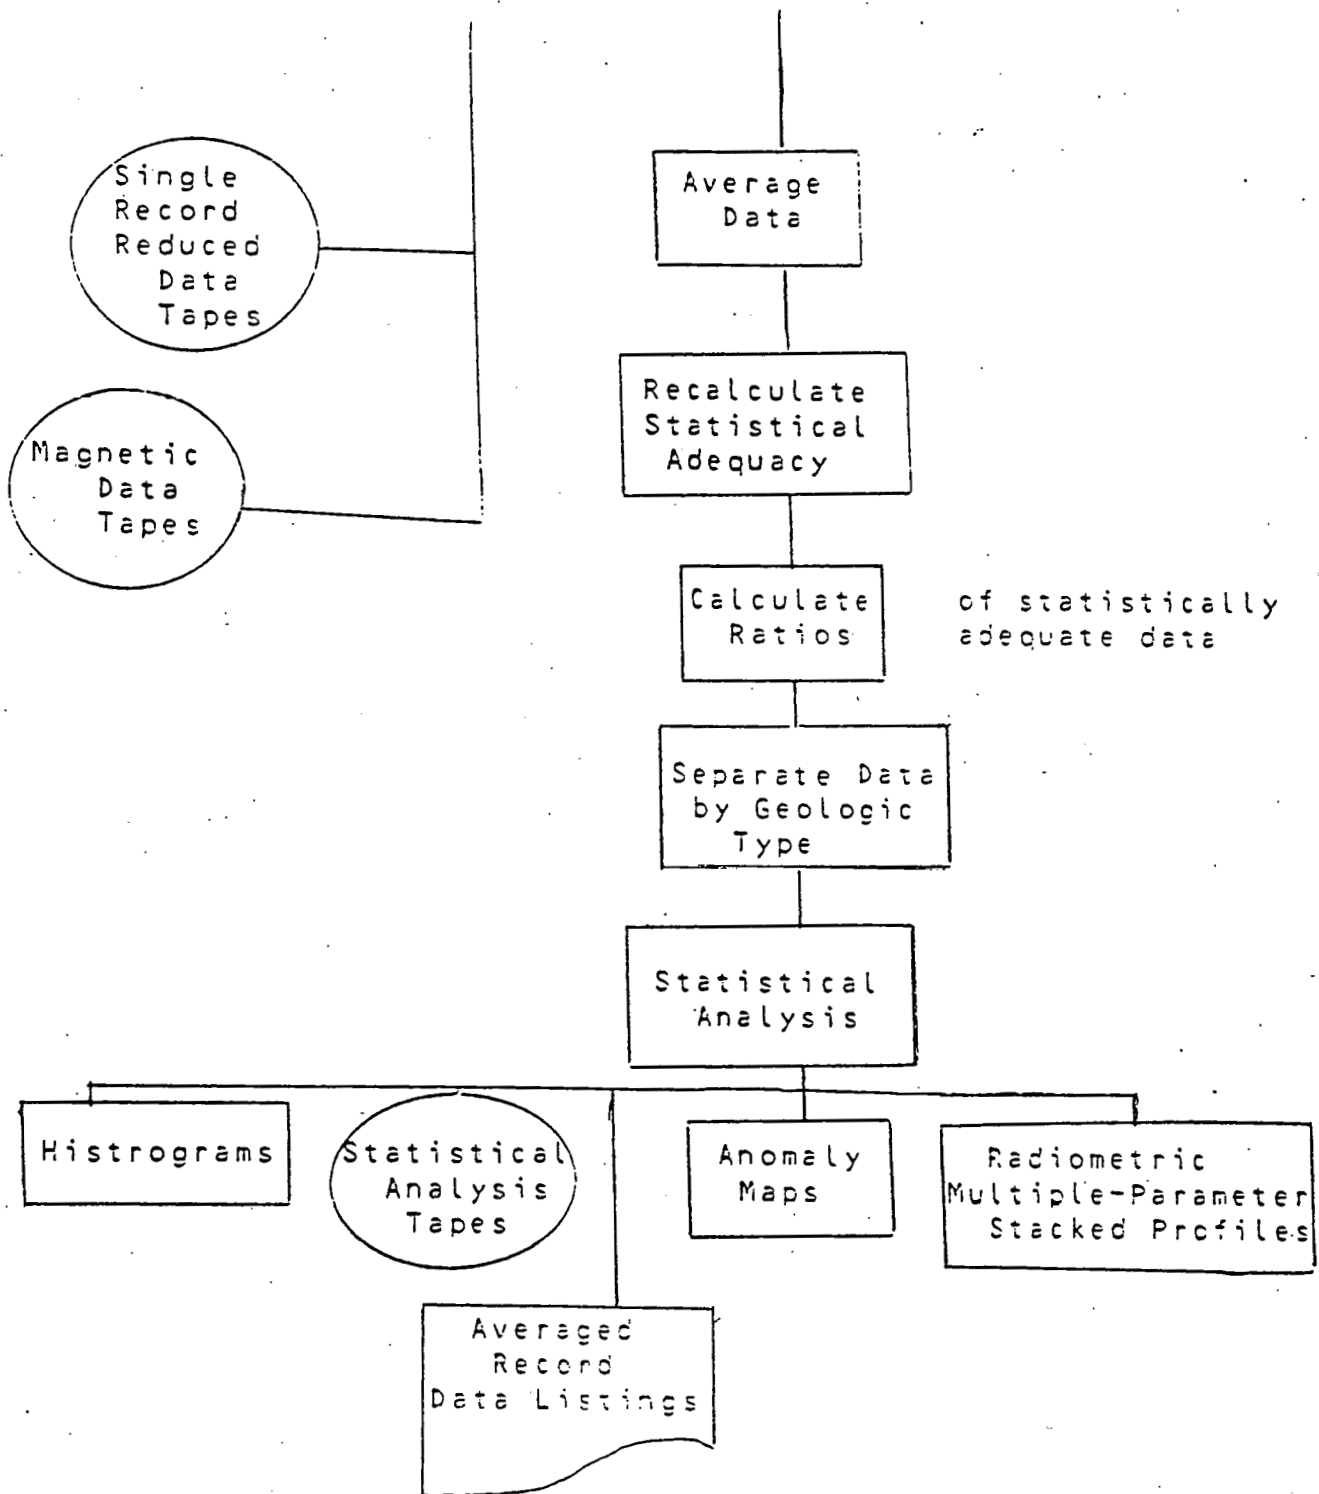 Single
Record
Reduced
Data
Tapes
Average
Data
Magnetic
Data
Tapes
Recalculate
Statistical
Adequacy
Calculate
Ratios
of statistically
adequate data
Separate Data
by Geologic
Type
Statistical
Analysis
Histrograms
Statistical
Analysis
Tapes
Anomaly
Maps
Radiometric
Multiple-Parameter
Stacked Profiles
Averaged
Record
Data Listings